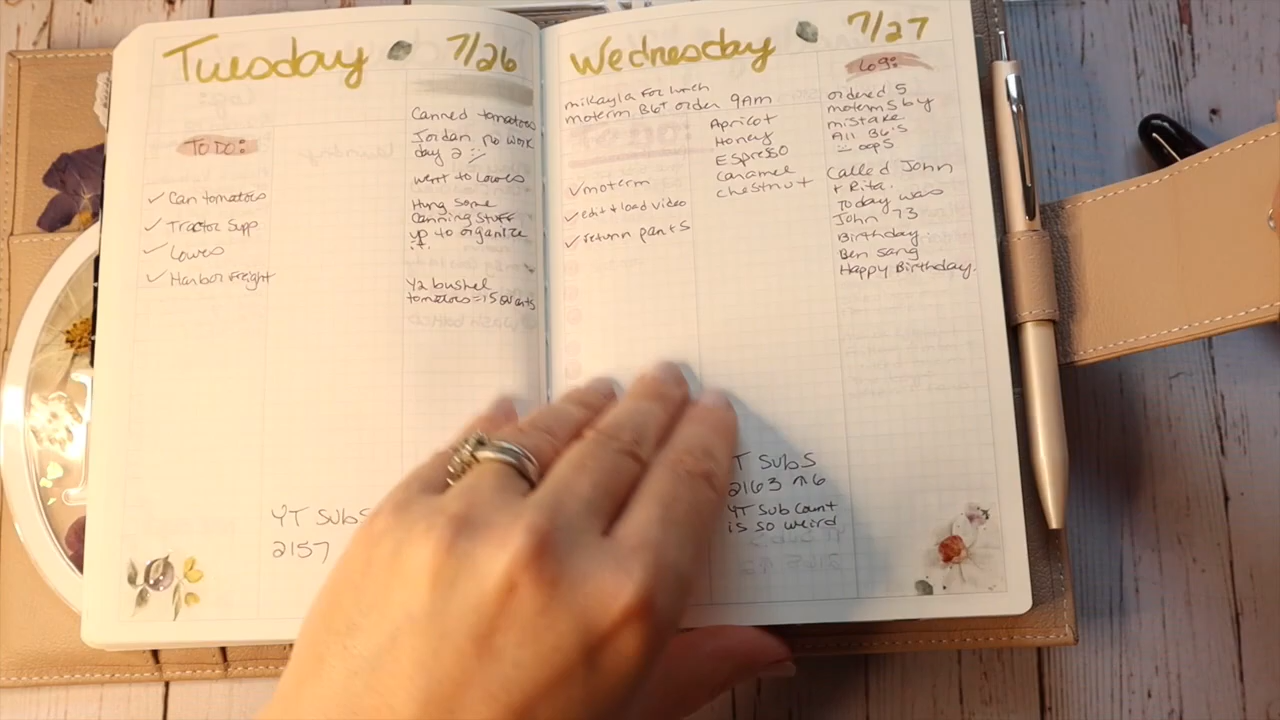 Tuesday 7/26
TO DO:
✓ Can tomatoes
✓ Tractor Supp
✓ Lowes
✓ Harbor Freight
Canned tomatoes
Jordan no work
day 2 :)
went to Lowes
Hung some
canning stuff
up to organize
it.
1/2 bushel
tomatoes = 15 quarts
YT SUBS
2157
Wednesday 7/27
mikayla for lunch
moterm B6+ order 9AM
✓ moterm
✓ edit & load video
✓ return pants
Apricot
Honey
Espresso
Caramel
chestnut
YT SUBS
2163 ↑6
YT Sub Count
is so weird
Log:
ordered 5
moterms by
mistake
All B6's
oops
Called John
+ Rita.
Today was
John 73
Birthday.
Ben sang
Happy Birthday.